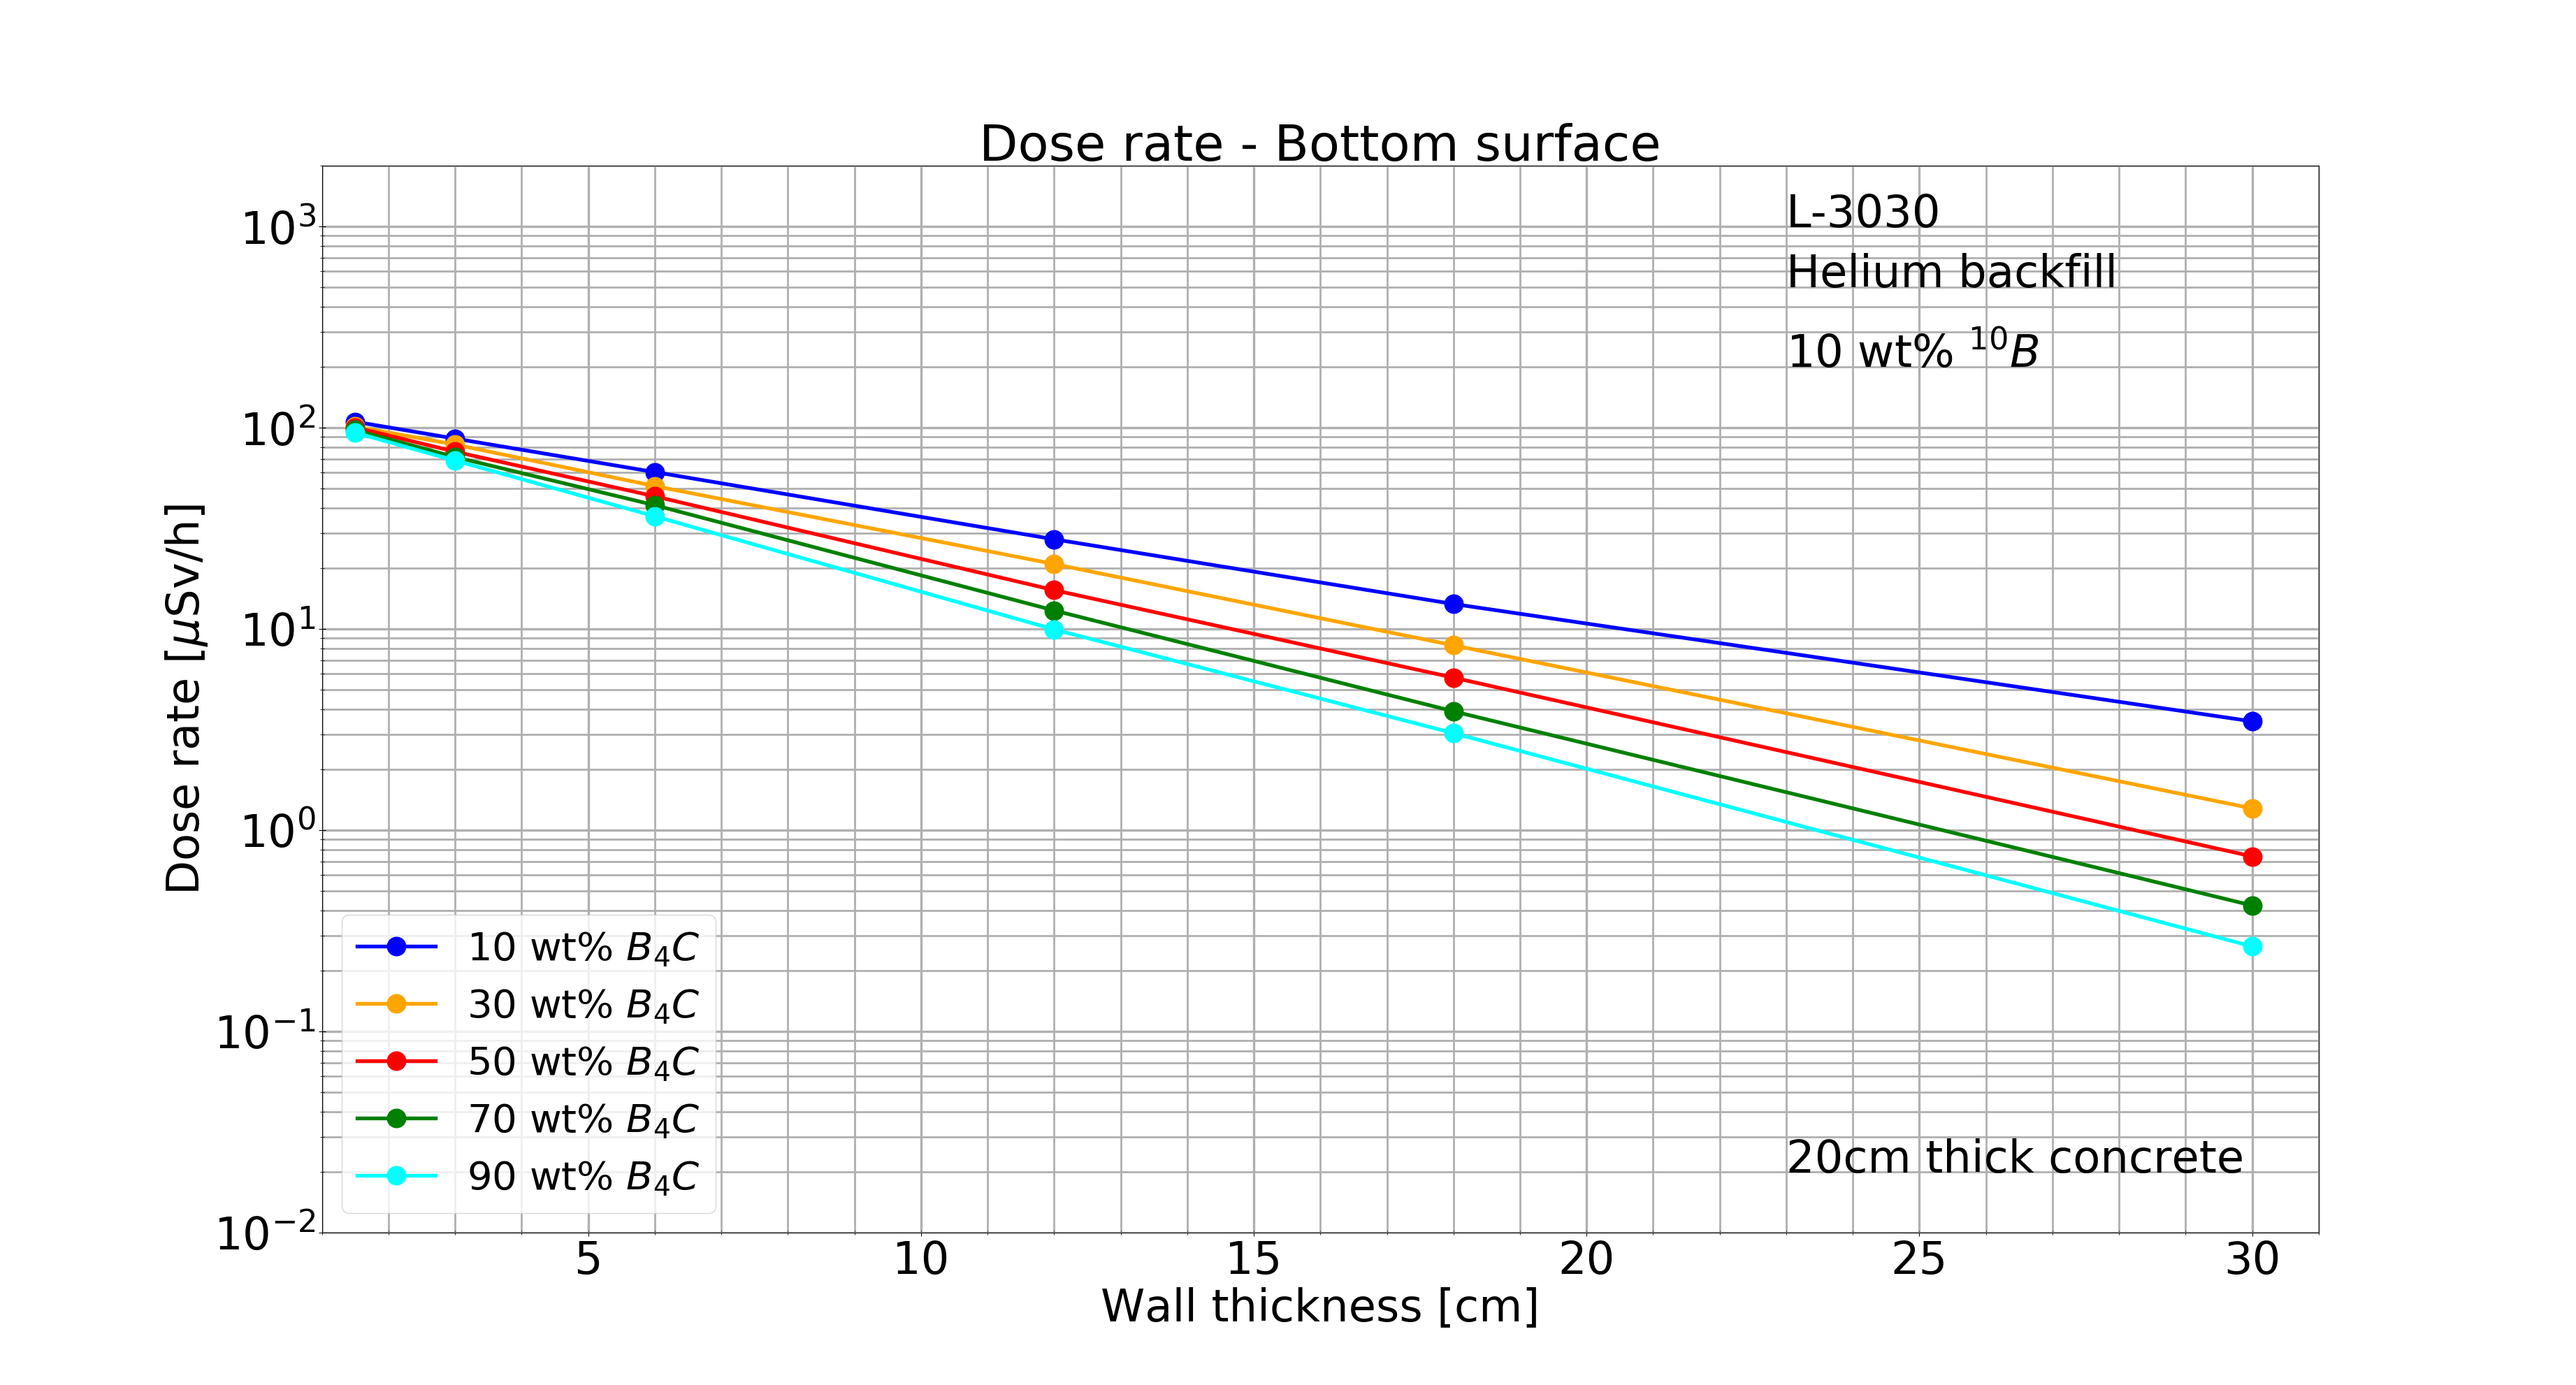 Dose rate - Bottom surface
L-3030
Helium backfill
10 wt% ¹⁰B
10³
10²
10¹
10⁰
10⁻¹
10⁻²
Dose rate [μSv/h]
10 wt% B₄C
30 wt% B₄C
50 wt% B₄C
70 wt% B₄C
90 wt% B₄C
20cm thick concrete
5 10 15 20 25 30
Wall thickness [cm]